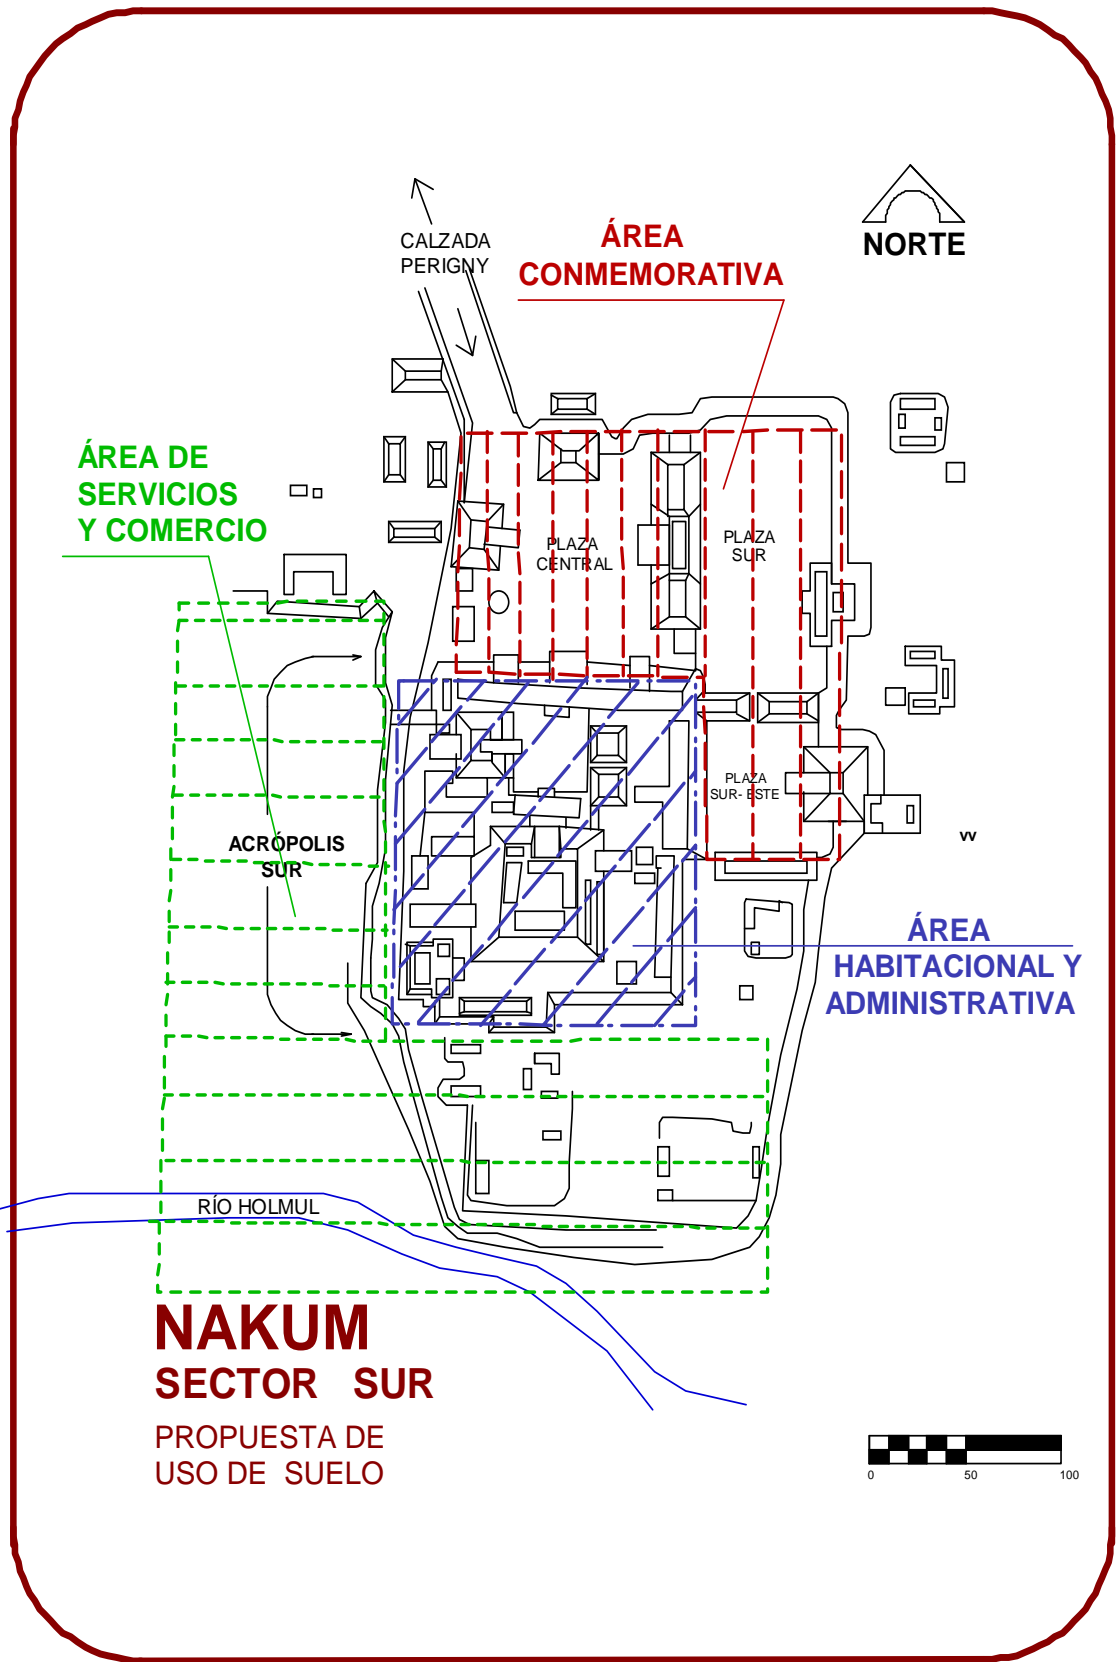 CALZADA
PERIGNY
ÁREA
CONMEMORATIVA
NORTE
ÁREA DE
SERVICIOS
Y COMERCIO
PLAZA
CENTRAL
PLAZA
SUR
PLAZA
SUR- ESTE
ACRÓPOLIS
SUR
vv
ÁREA
HABITACIONAL Y
ADMINISTRATIVA
RÍO HOLMUL
NAKUM
SECTOR SUR
PROPUESTA DE
USO DE SUELO
0 50 100